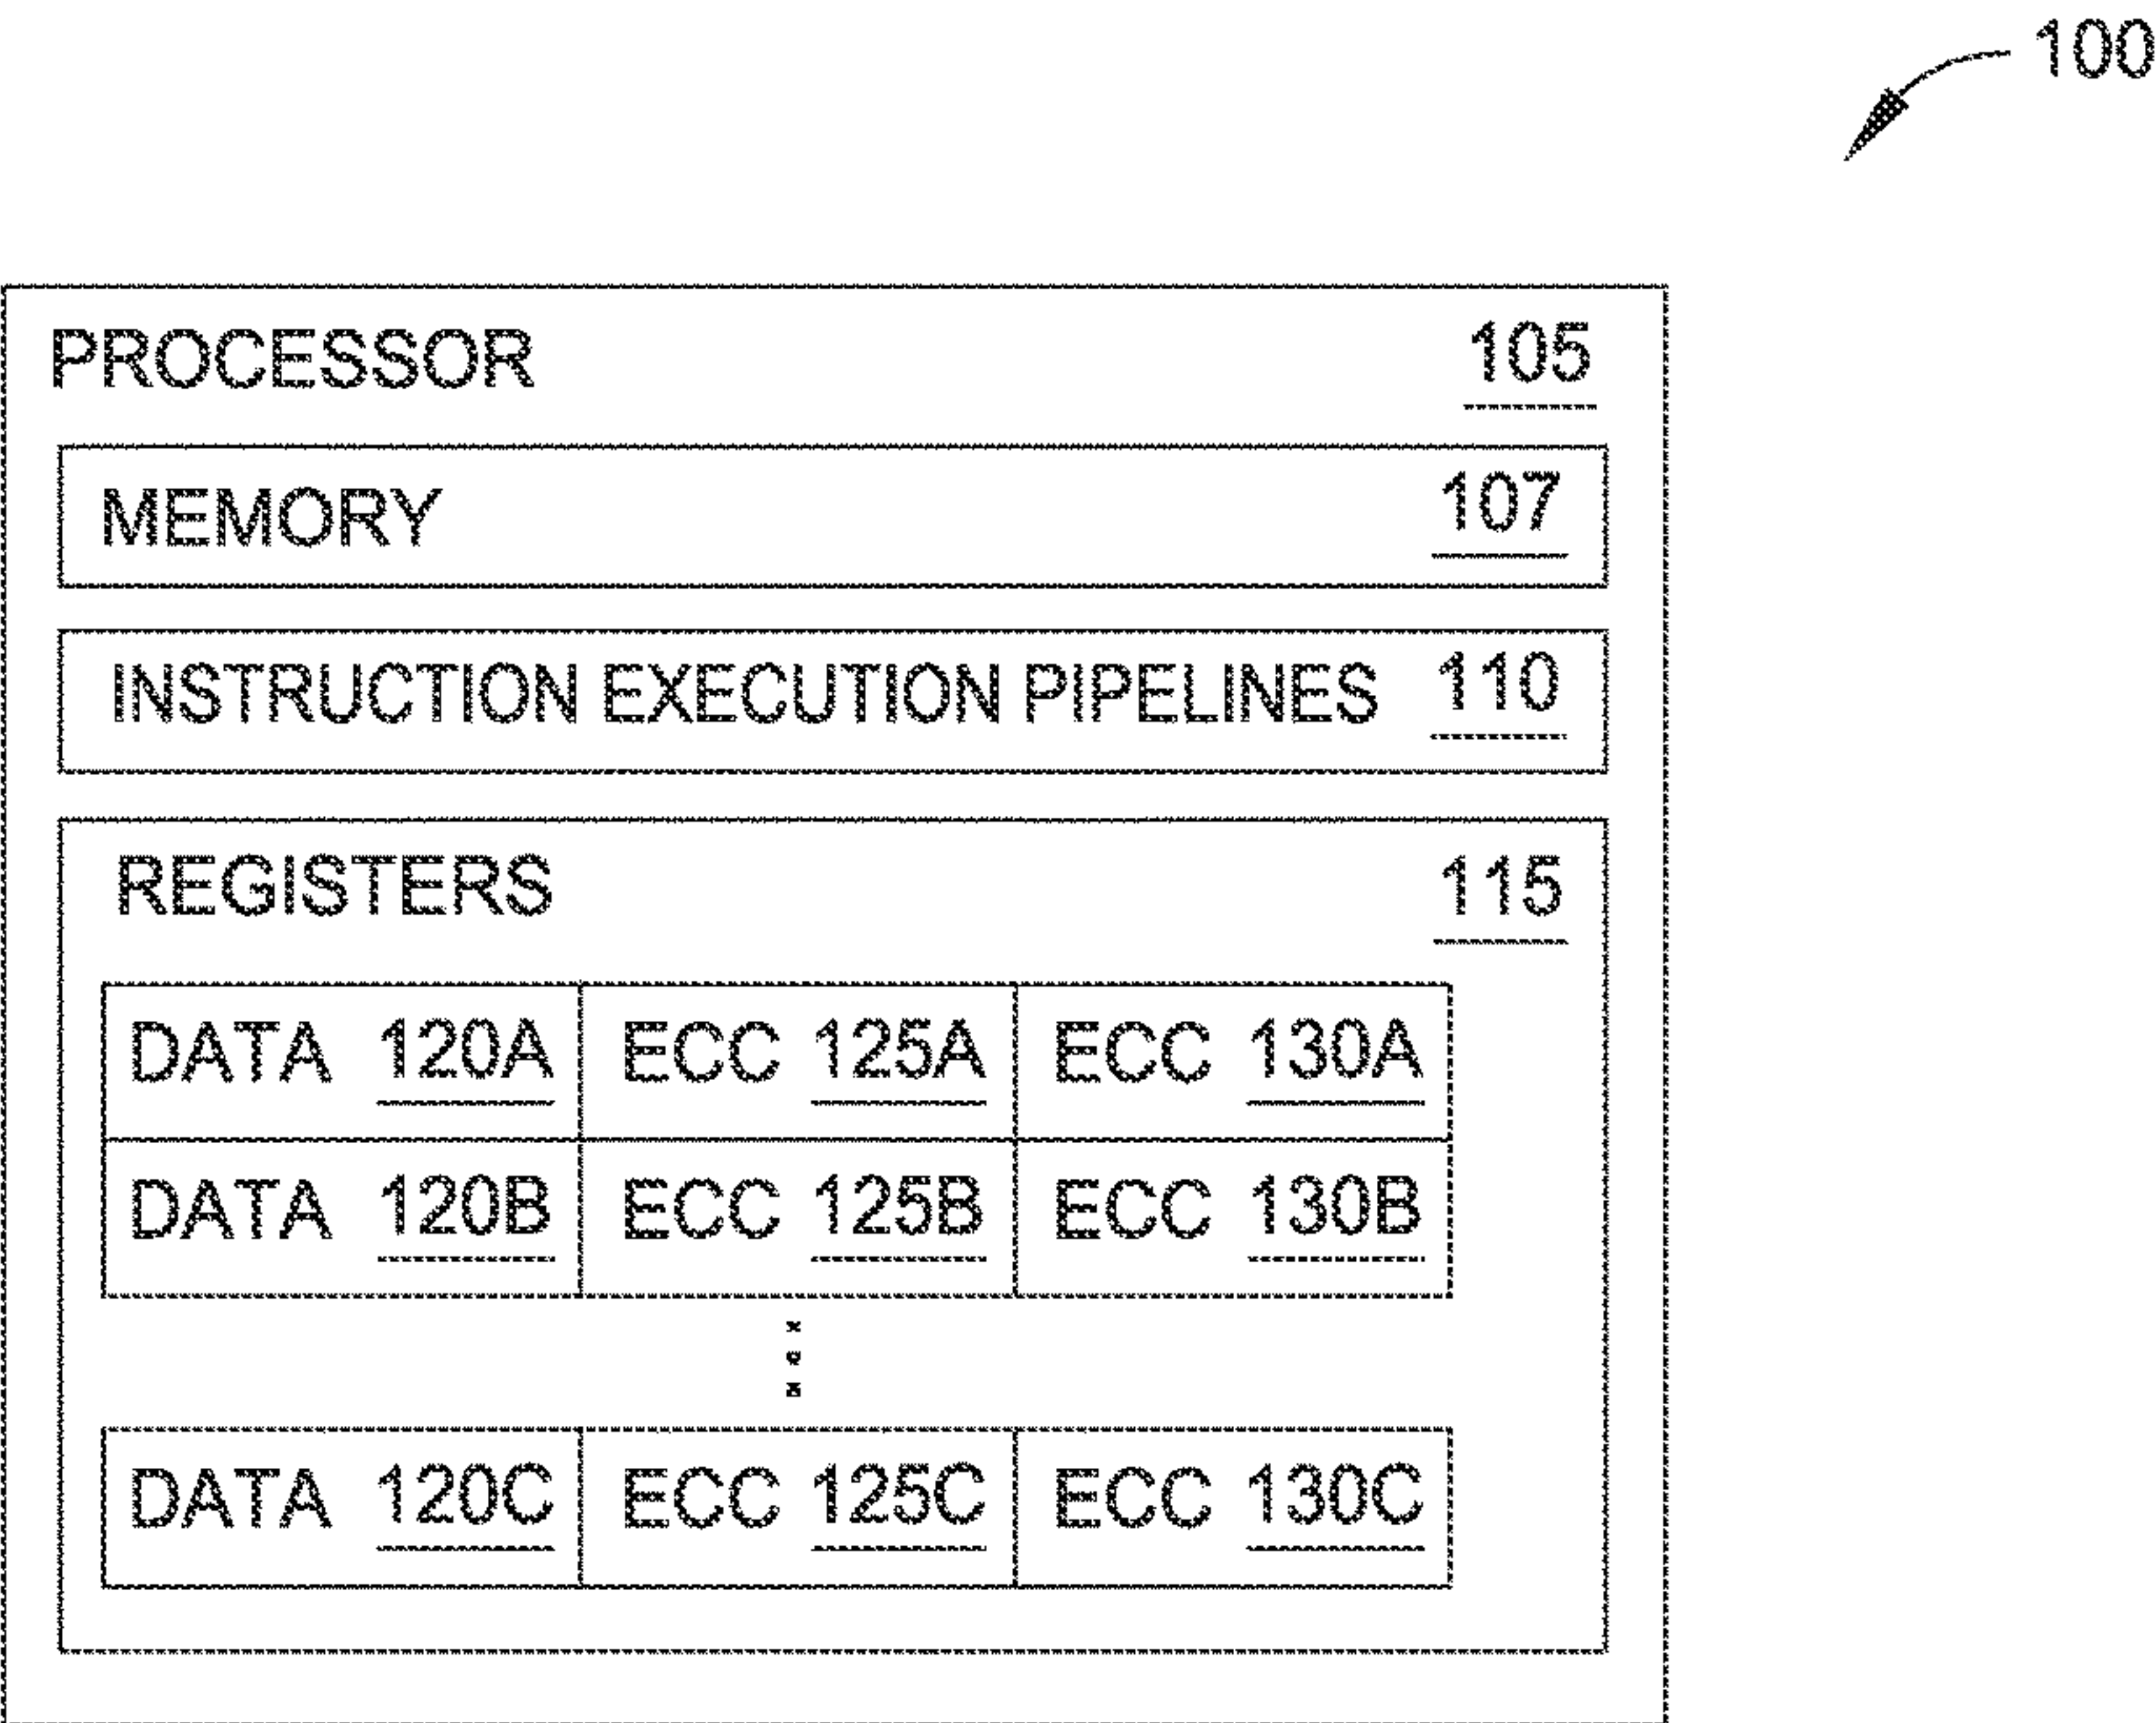 100
PROCESSOR 105
MEMORY 107
INSTRUCTION EXECUTION PIPELINES 110
REGISTERS 115
DATA 120A ECC 125A ECC 130A
DATA 120B ECC 125B ECC 130B
DATA 120C ECC 125C ECC 130C